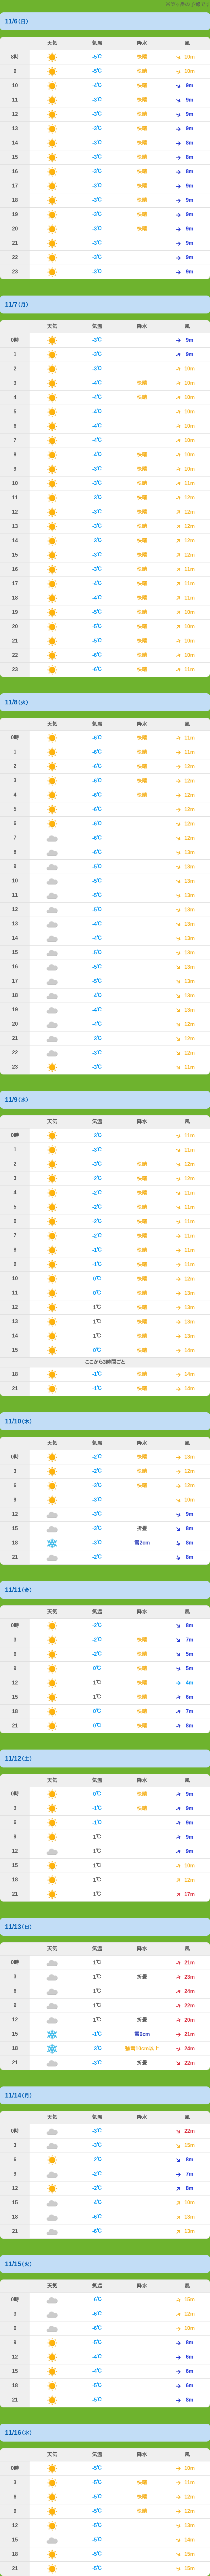 の予報です
11/6(日)
天気 気温 降水 風
8時 -5℃ 快晴 10m
9 -5℃ 快晴 10m
10 -4℃ 快晴 9m
11 -3℃ 快晴 9m
12 -3℃ 快晴 9m
13 -3℃ 快晴 9m
14 -3℃ 快晴 8m
15 -3℃ 快晴 8m
16 -3℃ 快晴 8m
17 -3℃ 快晴 9m
18 -3℃ 快晴 9m
19 -3℃ 快晴 9m
20 -3℃ 快晴 9m
21 -3℃ 9m
22 -3℃ 9m
23 -3℃ 9m
11/7(月)
天気 気温 降水 風
0時 -3℃ 9m
1 -3℃ 9m
2 -3℃ 10m
3 -4℃ 快晴 10m
4 -4℃ 快晴 10m
5 -4℃ 10m
6 -4℃ 10m
7 -4℃ 10m
8 -4℃ 快晴 10m
9 -3℃ 快晴 10m
10 -3℃ 快晴 11m
11 -3℃ 快晴 12m
12 -3℃ 快晴 12m
13 -3℃ 快晴 12m
14 -3℃ 快晴 12m
15 -3℃ 快晴 12m
16 -3℃ 快晴 11m
17 -4℃ 快晴 11m
18 -4℃ 快晴 11m
19 -5℃ 快晴 10m
20 -5℃ 快晴 10m
21 -5℃ 快晴 10m
22 -6℃ 快晴 10m
23 -6℃ 快晴 11m
11/8(火)
天気 気温 降水 風
0時 -6℃ 快晴 11m
1 -6℃ 快晴 11m
2 -6℃ 快晴 12m
3 -6℃ 快晴 12m
4 -6℃ 快晴 12m
5 -6℃ 12m
6 -6℃ 12m
7 -6℃ 12m
8 -6℃ 13m
9 -5℃ 13m
10 -5℃ 13m
11 -5℃ 13m
12 -5℃ 13m
13 -4℃ 13m
14 -4℃ 13m
15 -5℃ 13m
16 -5℃ 13m
17 -5℃ 13m
18 -4℃ 13m
19 -4℃ 13m
20 -4℃ 12m
21 -3℃ 12m
22 -3℃ 12m
23 -3℃ 11m
11/9(水)
天気 気温 降水 風
0時 -3℃ 11m
1 -3℃ 11m
2 -3℃ 快晴 12m
3 -2℃ 快晴 12m
4 -2℃ 快晴 11m
5 -2℃ 快晴 11m
6 -2℃ 快晴 11m
7 -2℃ 快晴 11m
8 -1℃ 快晴 11m
9 -1℃ 快晴 11m
10 0℃ 快晴 12m
11 0℃ 快晴 13m
12 1℃ 快晴 13m
13 1℃ 快晴 13m
14 1℃ 快晴 13m
15 0℃ 快晴 14m
ここから3時間ごと
18 -1℃ 快晴 14m
21 -1℃ 快晴 14m
11/10(木)
天気 気温 降水 風
0時 -2℃ 快晴 13m
3 -2℃ 快晴 12m
6 -3℃ 快晴 12m
9 -3℃ 10m
12 -3℃ 9m
15 -3℃ 折曇 8m
18 -3℃ 雪2cm 8m
21 -2℃ 8m
11/11(金)
天気 気温 降水 風
0時 -2℃ 快晴 8m
3 -2℃ 快晴 7m
6 -2℃ 快晴 5m
9 0℃ 快晴 5m
12 1℃ 快晴 4m
15 1℃ 快晴 6m
18 0℃ 快晴 7m
21 0℃ 快晴 8m
11/12(土)
天気 気温 降水 風
0時 0℃ 快晴 9m
3 -1℃ 快晴 9m
6 -1℃ 9m
9 1℃ 9m
12 1℃ 9m
15 1℃ 10m
18 1℃ 12m
21 1℃ 17m
11/13(日)
天気 気温 降水 風
0時 1℃ 21m
3 1℃ 折曇 23m
6 1℃ 24m
9 1℃ 22m
12 1℃ 折曇 20m
15 -1℃ 雪6cm 21m
18 -3℃ 強雪10cm以上 24m
21 -3℃ 折曇 22m
11/14(月)
天気 気温 降水 風
0時 -3℃ 22m
3 -3℃ 15m
6 -2℃ 8m
9 -2℃ 7m
12 -2℃ 8m
15 -4℃ 10m
18 -6℃ 13m
21 -6℃ 13m
11/15(火)
天気 気温 降水 風
0時 -6℃ 15m
3 -6℃ 12m
6 -6℃ 10m
9 -5℃ 8m
12 -4℃ 6m
15 -4℃ 6m
18 -5℃ 6m
21 -5℃ 8m
11/16(水)
天気 気温 降水 風
0時 -5℃ 10m
3 -5℃ 快晴 11m
6 -5℃ 快晴 12m
9 -5℃ 快晴 12m
12 -5℃ 13m
15 -5℃ 14m
18 -5℃ 15m
21 -5℃ 15m